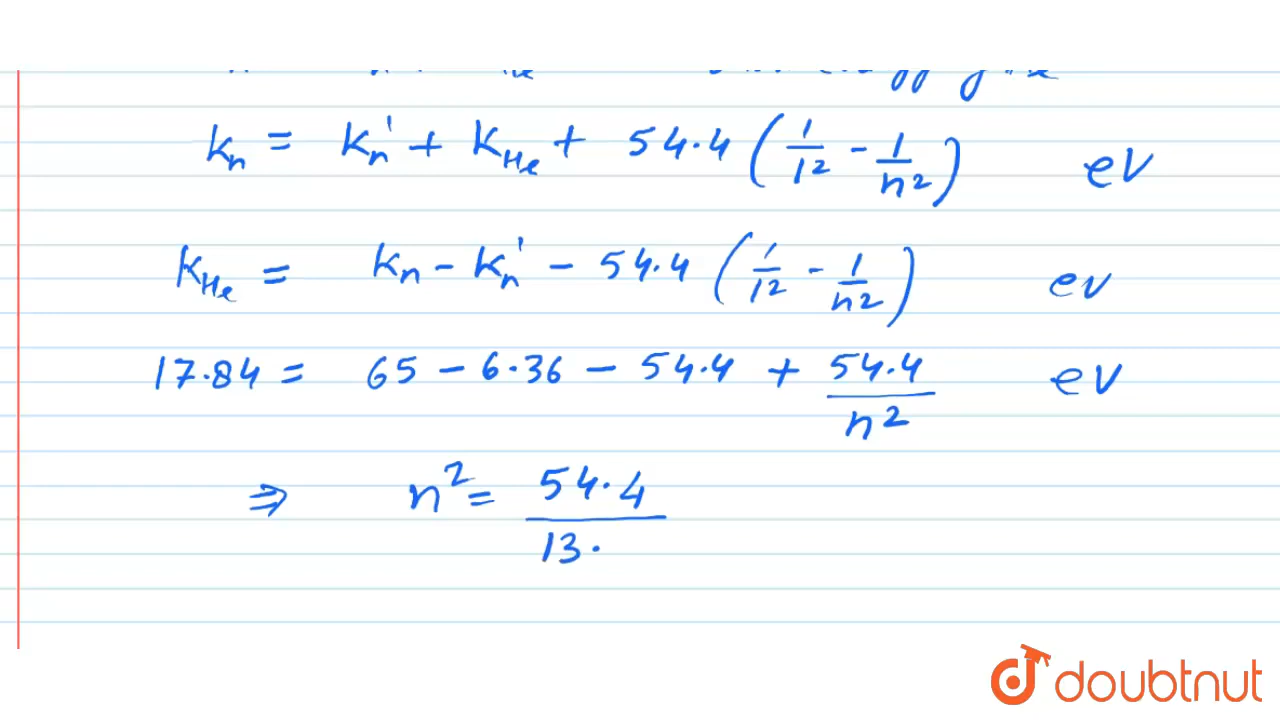 Kn = Kn' + KHe + 54.4 (1/1² - 1/n²) eV
KHe = Kn - Kn' - 54.4 (1/1² - 1/n²) eV
17.84 = 65 - 6.36 - 54.4 + 54.4/n² eV
⇒ n² = 54.4/13.
doubtnut